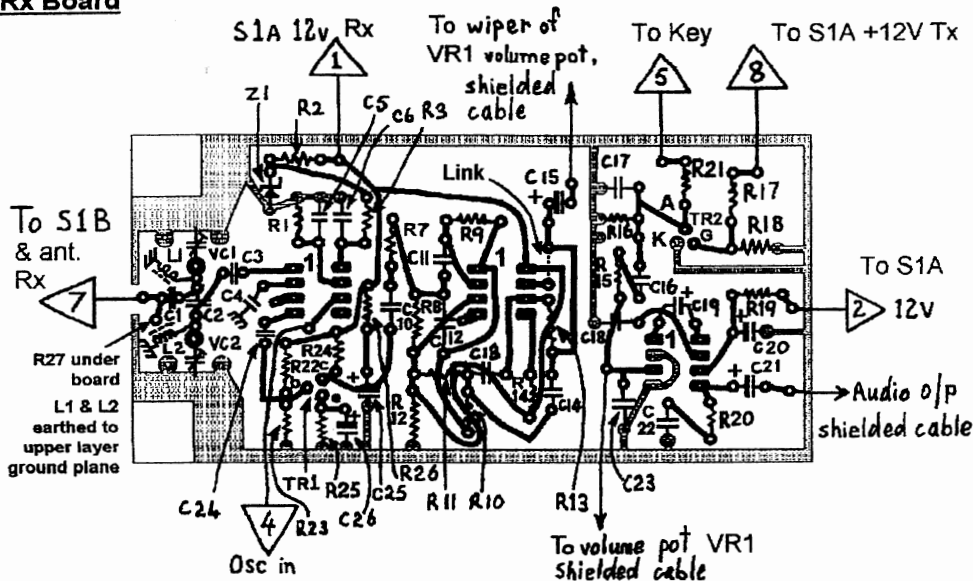 Rx Board
S1A 12v Rx
1
To wiper of
VR1 volume pot,
shielded
cable
To Key
5
To S1A +12V Tx
8
Z1
R2
C5
C6
R3
Link
C15
+
C17
R21
R17
A
TR2
R16
K
G
R18
To S1B
& ant.
Rx
7
L1
VC1
C3
R1
1
R7
R9
1
C11
C4
C1
C2
L2
VC2
R8
C10
C12
R15
C16
+
C19
R19
To S1A
2
12v
C18
1
+
C20
R27 under
board
L1 & L2
earthed to
upper layer
ground plane
R24
R22
C
+
R12
C13
R14
C14
+
C21
Audio o/p
shielded cable
C22
R20
C24
R23
TR1
R25
C26
C25
R26
R11
R10
R13
C23
4
Osc in
To volume pot VR1
shielded cable